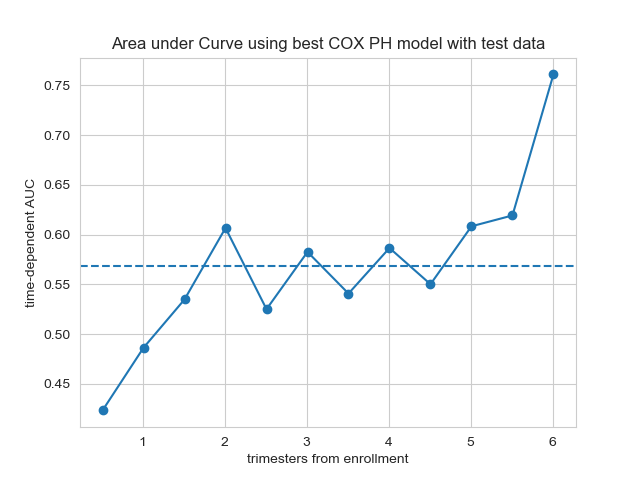 Area under Curve using best COX PH model with test data
time-dependent AUC
0.75
0.70
0.65
0.60
0.55
0.50
0.45
1 2 3 4 5 6
trimesters from enrollment